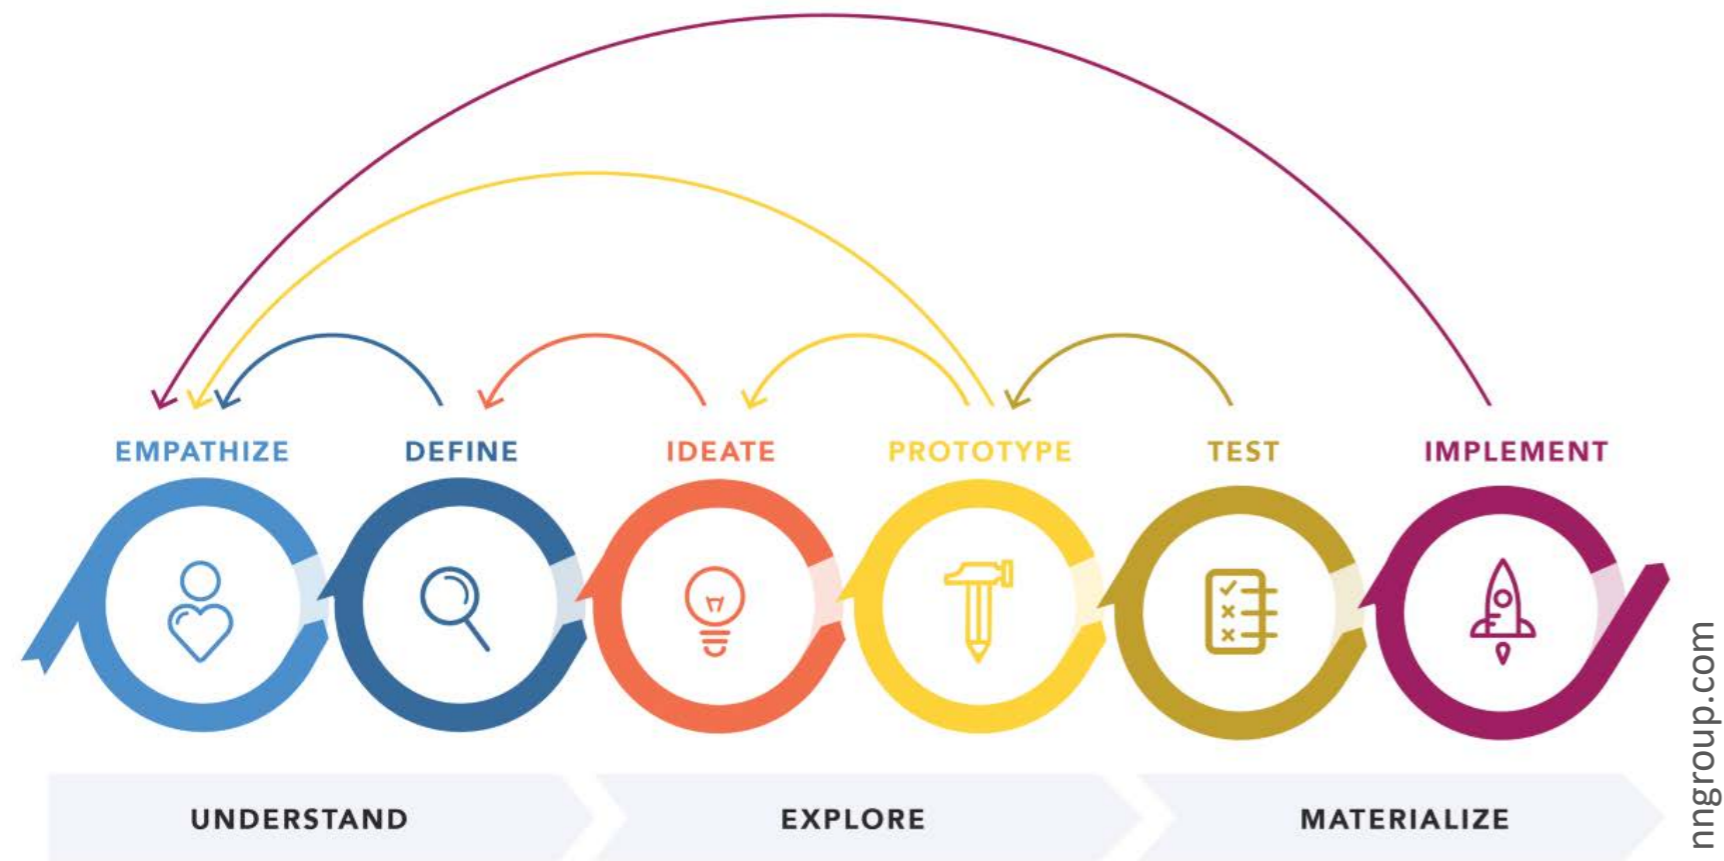 EMPATHIZE
DEFINE
IDEATE
PROTOTYPE
TEST
IMPLEMENT
UNDERSTAND
EXPLORE
MATERIALIZE
nngroup.com